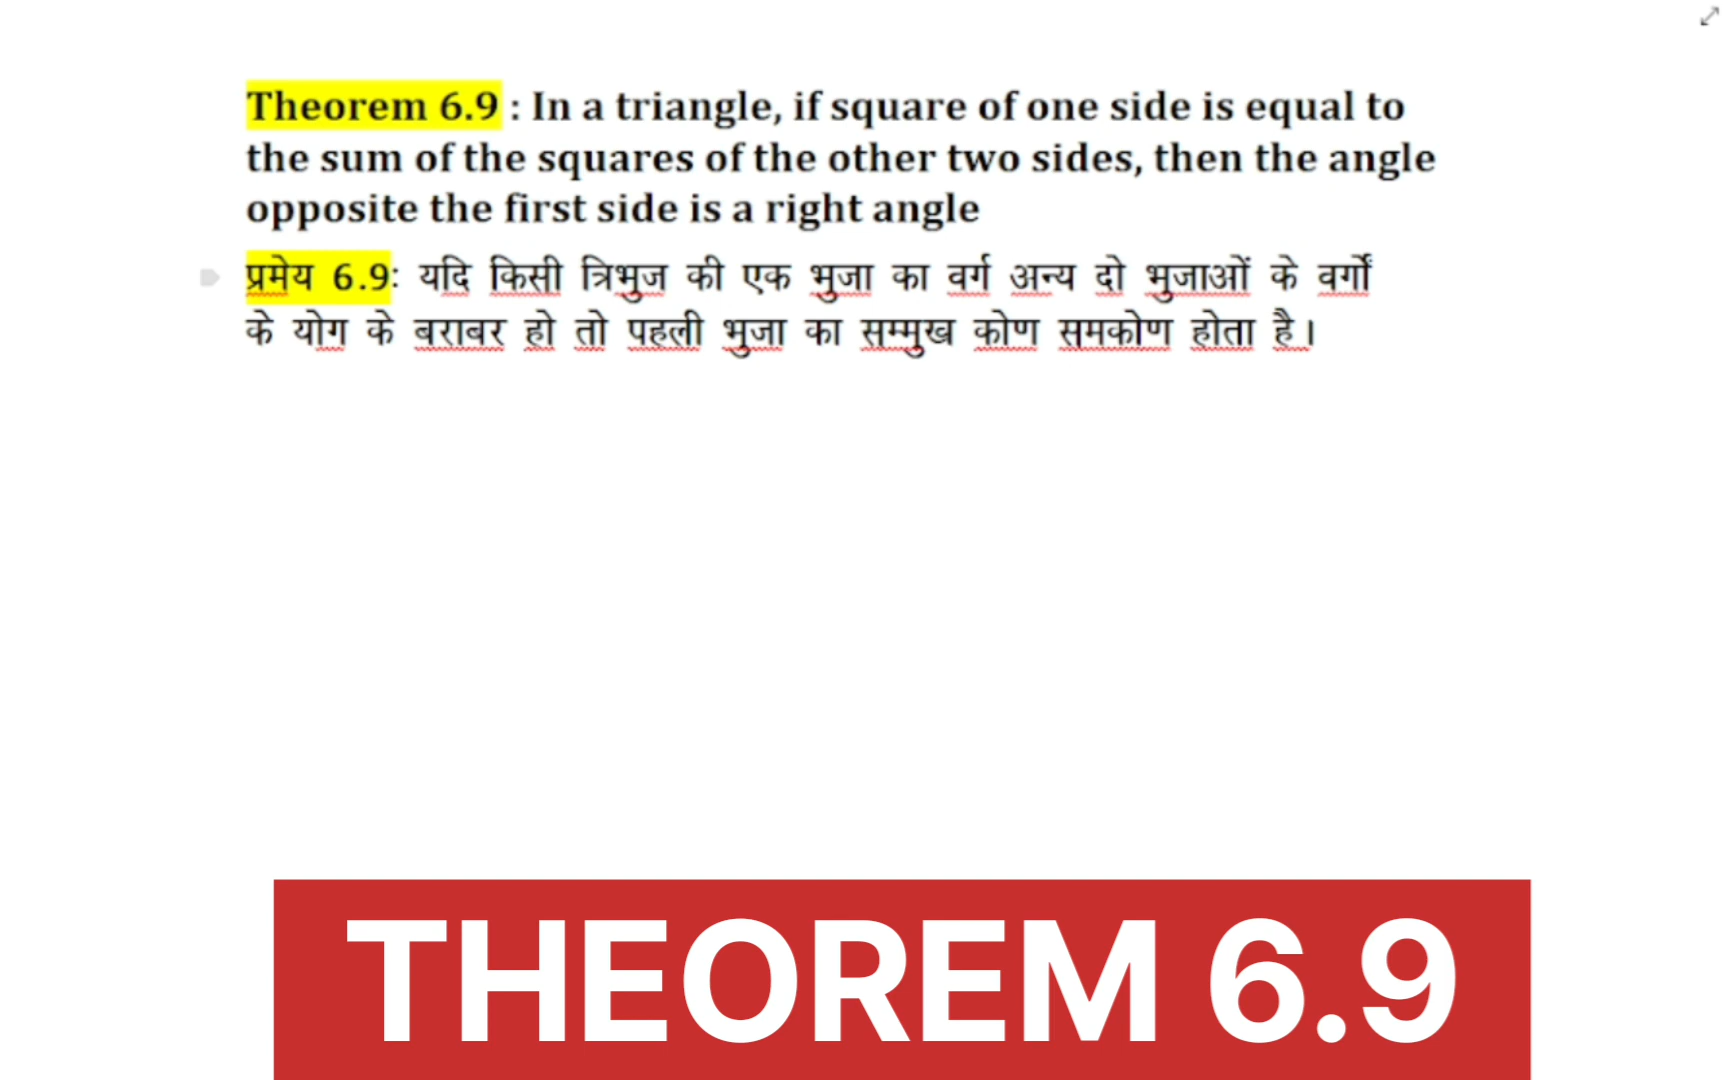 Theorem 6.9 : In a triangle, if square of one side is equal to
the sum of the squares of the other two sides, then the angle
opposite the first side is a right angle
प्रमेय 6.9: यदि किसी त्रिभुज की एक भुजा का वर्ग अन्य दो भुजाओं के वर्गों
के योग के बराबर हो तो पहली भुजा का सम्मुख कोण समकोण होता है।
THEOREM 6.9